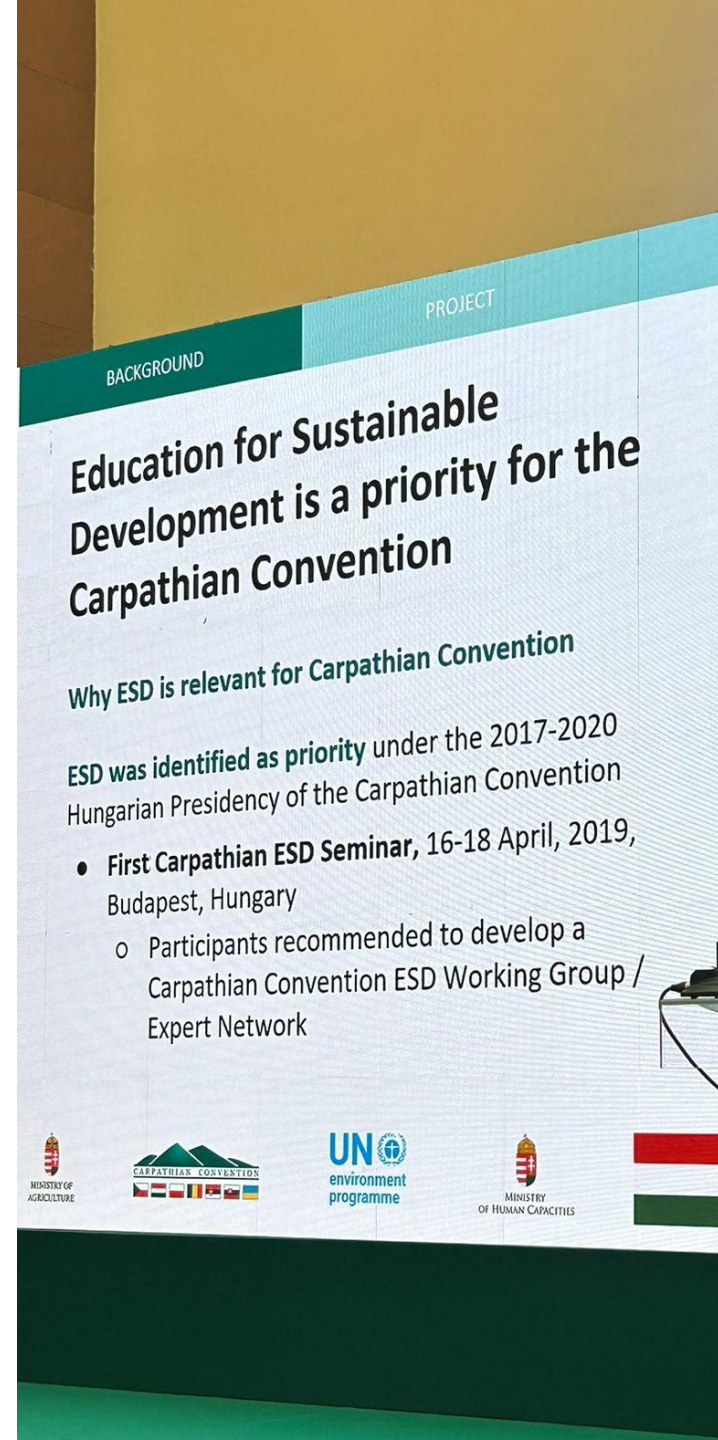 BACKGROUND
PROJECT
Education for Sustainable
Development is a priority for the
Carpathian Convention
Why ESD is relevant for Carpathian Convention
ESD was identified as priority under the 2017-2020
Hungarian Presidency of the Carpathian Convention
● First Carpathian ESD Seminar, 16-18 April, 2019,
Budapest, Hungary
o Participants recommended to develop a
Carpathian Convention ESD Working Group /
Expert Network
MINISTRY OF
AGRICULTURE
CARPATHIAN CONVENTION
UN
environment
programme
MINISTRY
OF HUMAN CAPACITIES